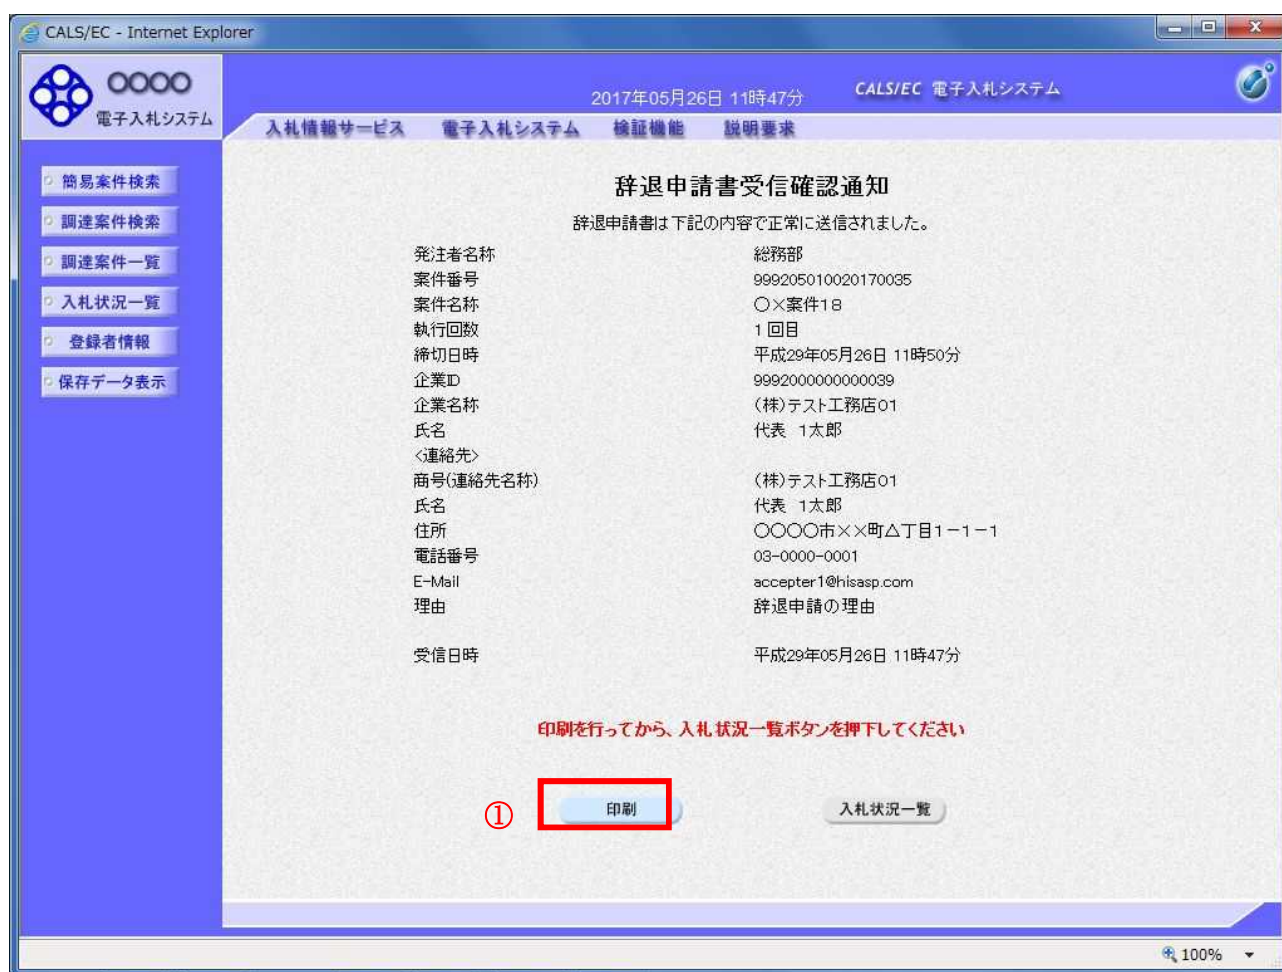 CALS/EC - Internet Explorer
〇〇〇〇
電子入札システム
2017年05月26日 11時47分
CALS/EC 電子入札システム
入札情報サービス 電子入札システム 検証機能 説明要求
簡易案件検索
調達案件検索
調達案件一覧
入札状況一覧
登録者情報
保存データ表示
辞退申請書受信確認通知
辞退申請書は下記の内容で正常に送信されました。
発注者名称 総務部
案件番号 999205010020170035
案件名称 〇×案件18
執行回数 1回目
締切日時 平成29年05月26日 11時50分
企業ID 9992000000000039
企業名称 (株)テスト工務店01
氏名 代表 1太郎
<連絡先>
商号(連絡先名称) (株)テスト工務店01
氏名 代表 1太郎
住所 〇〇〇〇市××町△丁目1-1-1
電話番号 03-0000-0001
E-Mail accepter1@hisasp.com
理由 辞退申請の理由
受信日時 平成29年05月26日 11時47分
印刷を行ってから、入札状況一覧ボタンを押下してください
① 印刷 入札状況一覧
100%